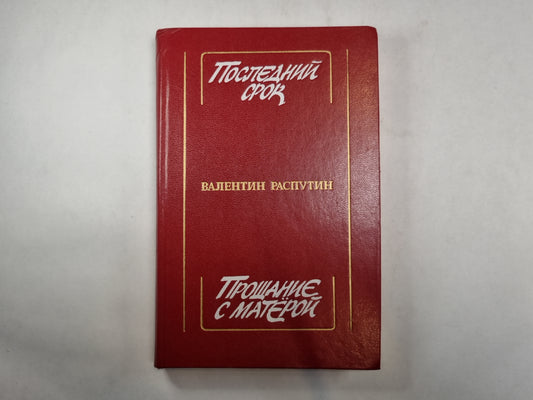 Последний
срок
ВАЛЕНТИН РАСПУТИН
Прощание
с Матёрой